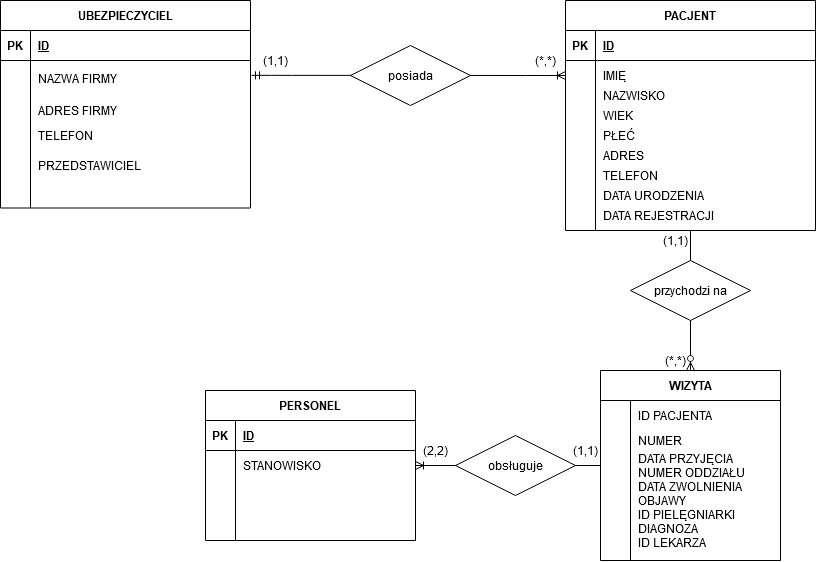 UBEZPIECZYCIEL
PK ID
NAZWA FIRMY
ADRES FIRMY
TELEFON
PRZEDSTAWICIEL
(1,1)
posiada
(*,*)
PACJENT
PK ID
IMIĘ
NAZWISKO
WIEK
PŁEĆ
ADRES
TELEFON
DATA URODZENIA
DATA REJESTRACJI
(1,1)
przychodzi na
(*,*)
PERSONEL
PK ID
STANOWISKO
(2,2)
obsługuje
(1,1)
WIZYTA
ID PACJENTA
NUMER
DATA PRZYJĘCIA
NUMER ODDZIAŁU
DATA ZWOLNIENIA
OBJAWY
ID PIELĘGNIARKI
DIAGNOZA
ID LEKARZA